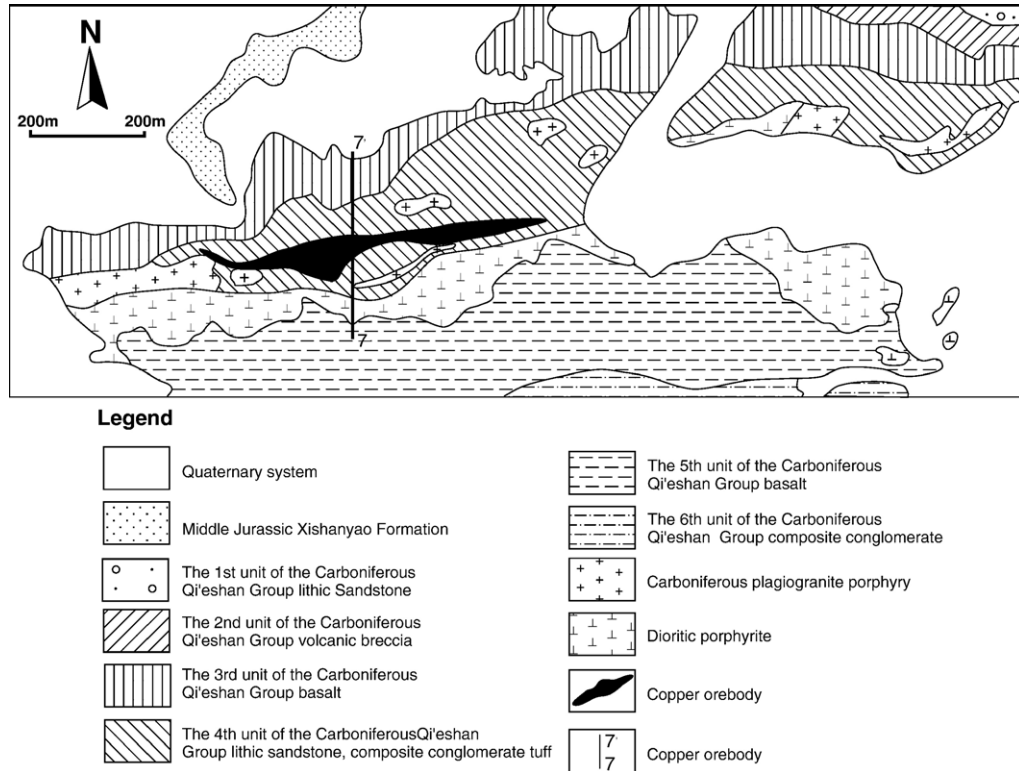 N
200m 200m
7
7
Legend
Quaternary system
Middle Jurassic Xishanyao Formation
The 1st unit of the Carboniferous
Qi'eshan Group lithic Sandstone
The 2nd unit of the Carboniferous
Qi'eshan Group volcanic breccia
The 3rd unit of the Carboniferous
Qi'eshan Group basalt
The 4th unit of the CarboniferousQi'eshan
Group lithic sandstone, composite conglomerate tuff
The 5th unit of the Carboniferous
Qi'eshan Group basalt
The 6th unit of the Carboniferous
Qi'eshan Group composite conglomerate
Carboniferous plagiogranite porphyry
Dioritic porphyrite
Copper orebody
7
7
Copper orebody